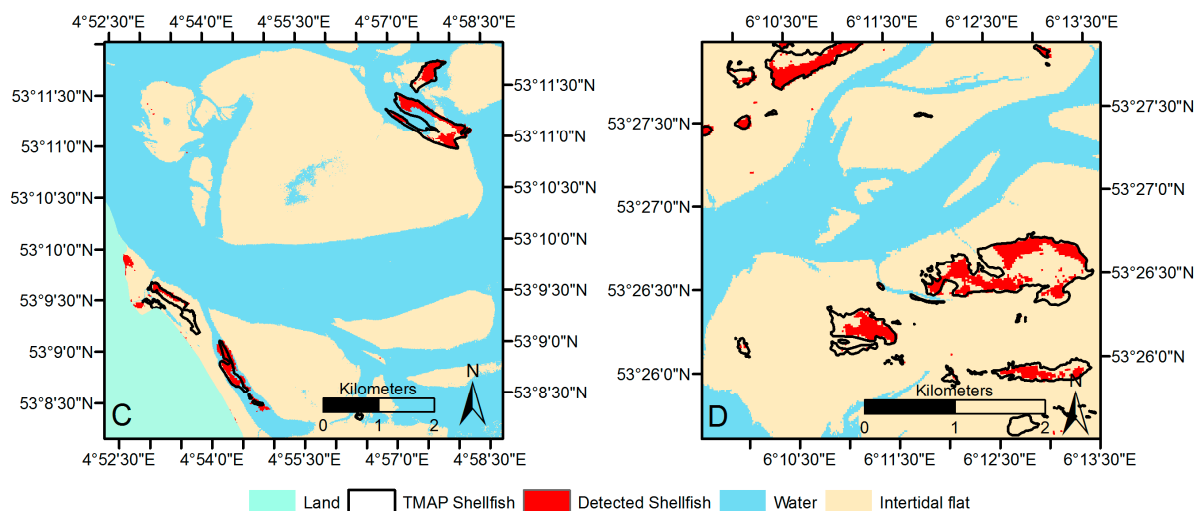 4°52'30"E 4°54'0"E 4°55'30"E 4°57'0"E 4°58'30"E
6°10'30"E 6°11'30"E 6°12'30"E 6°13'30"E
53°11'30"N
53°11'0"N
53°10'30"N
53°10'0"N
53°9'30"N
53°9'0"N
53°8'30"N
53°11'30"N
53°11'0"N
53°10'30"N
53°10'0"N
53°9'30"N
53°9'0"N
53°8'30"N
53°27'30"N
53°27'0"N
53°26'30"N
53°26'0"N
53°27'30"N
53°27'0"N
53°26'30"N
53°26'0"N
C
Kilometers
0 1 2
N
D
Kilometers
0 1 2
N
4°52'30"E 4°54'0"E 4°55'30"E 4°57'0"E 4°58'30"E
6°10'30"E 6°11'30"E 6°12'30"E 6°13'30"E
Land TMAP Shellfish Detected Shellfish Water Intertidal flat